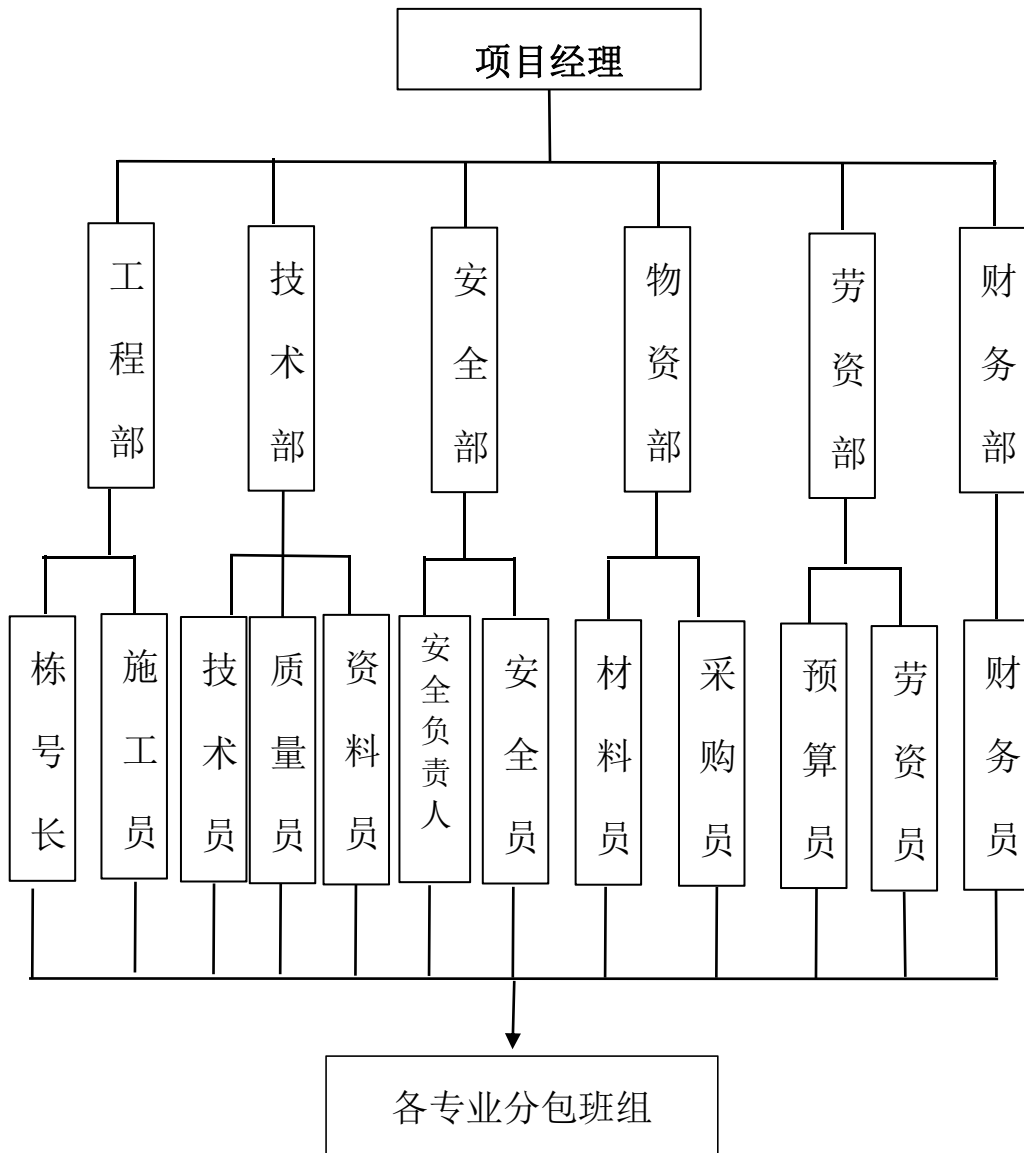 项目经理
工程部
技术部
安全部
物资部
劳资部
财务部
栋号长
施工员
技术员
质量员
资料员
安全负责人
安全员
材料员
采购员
预算员
劳资员
财务员
各专业分包班组